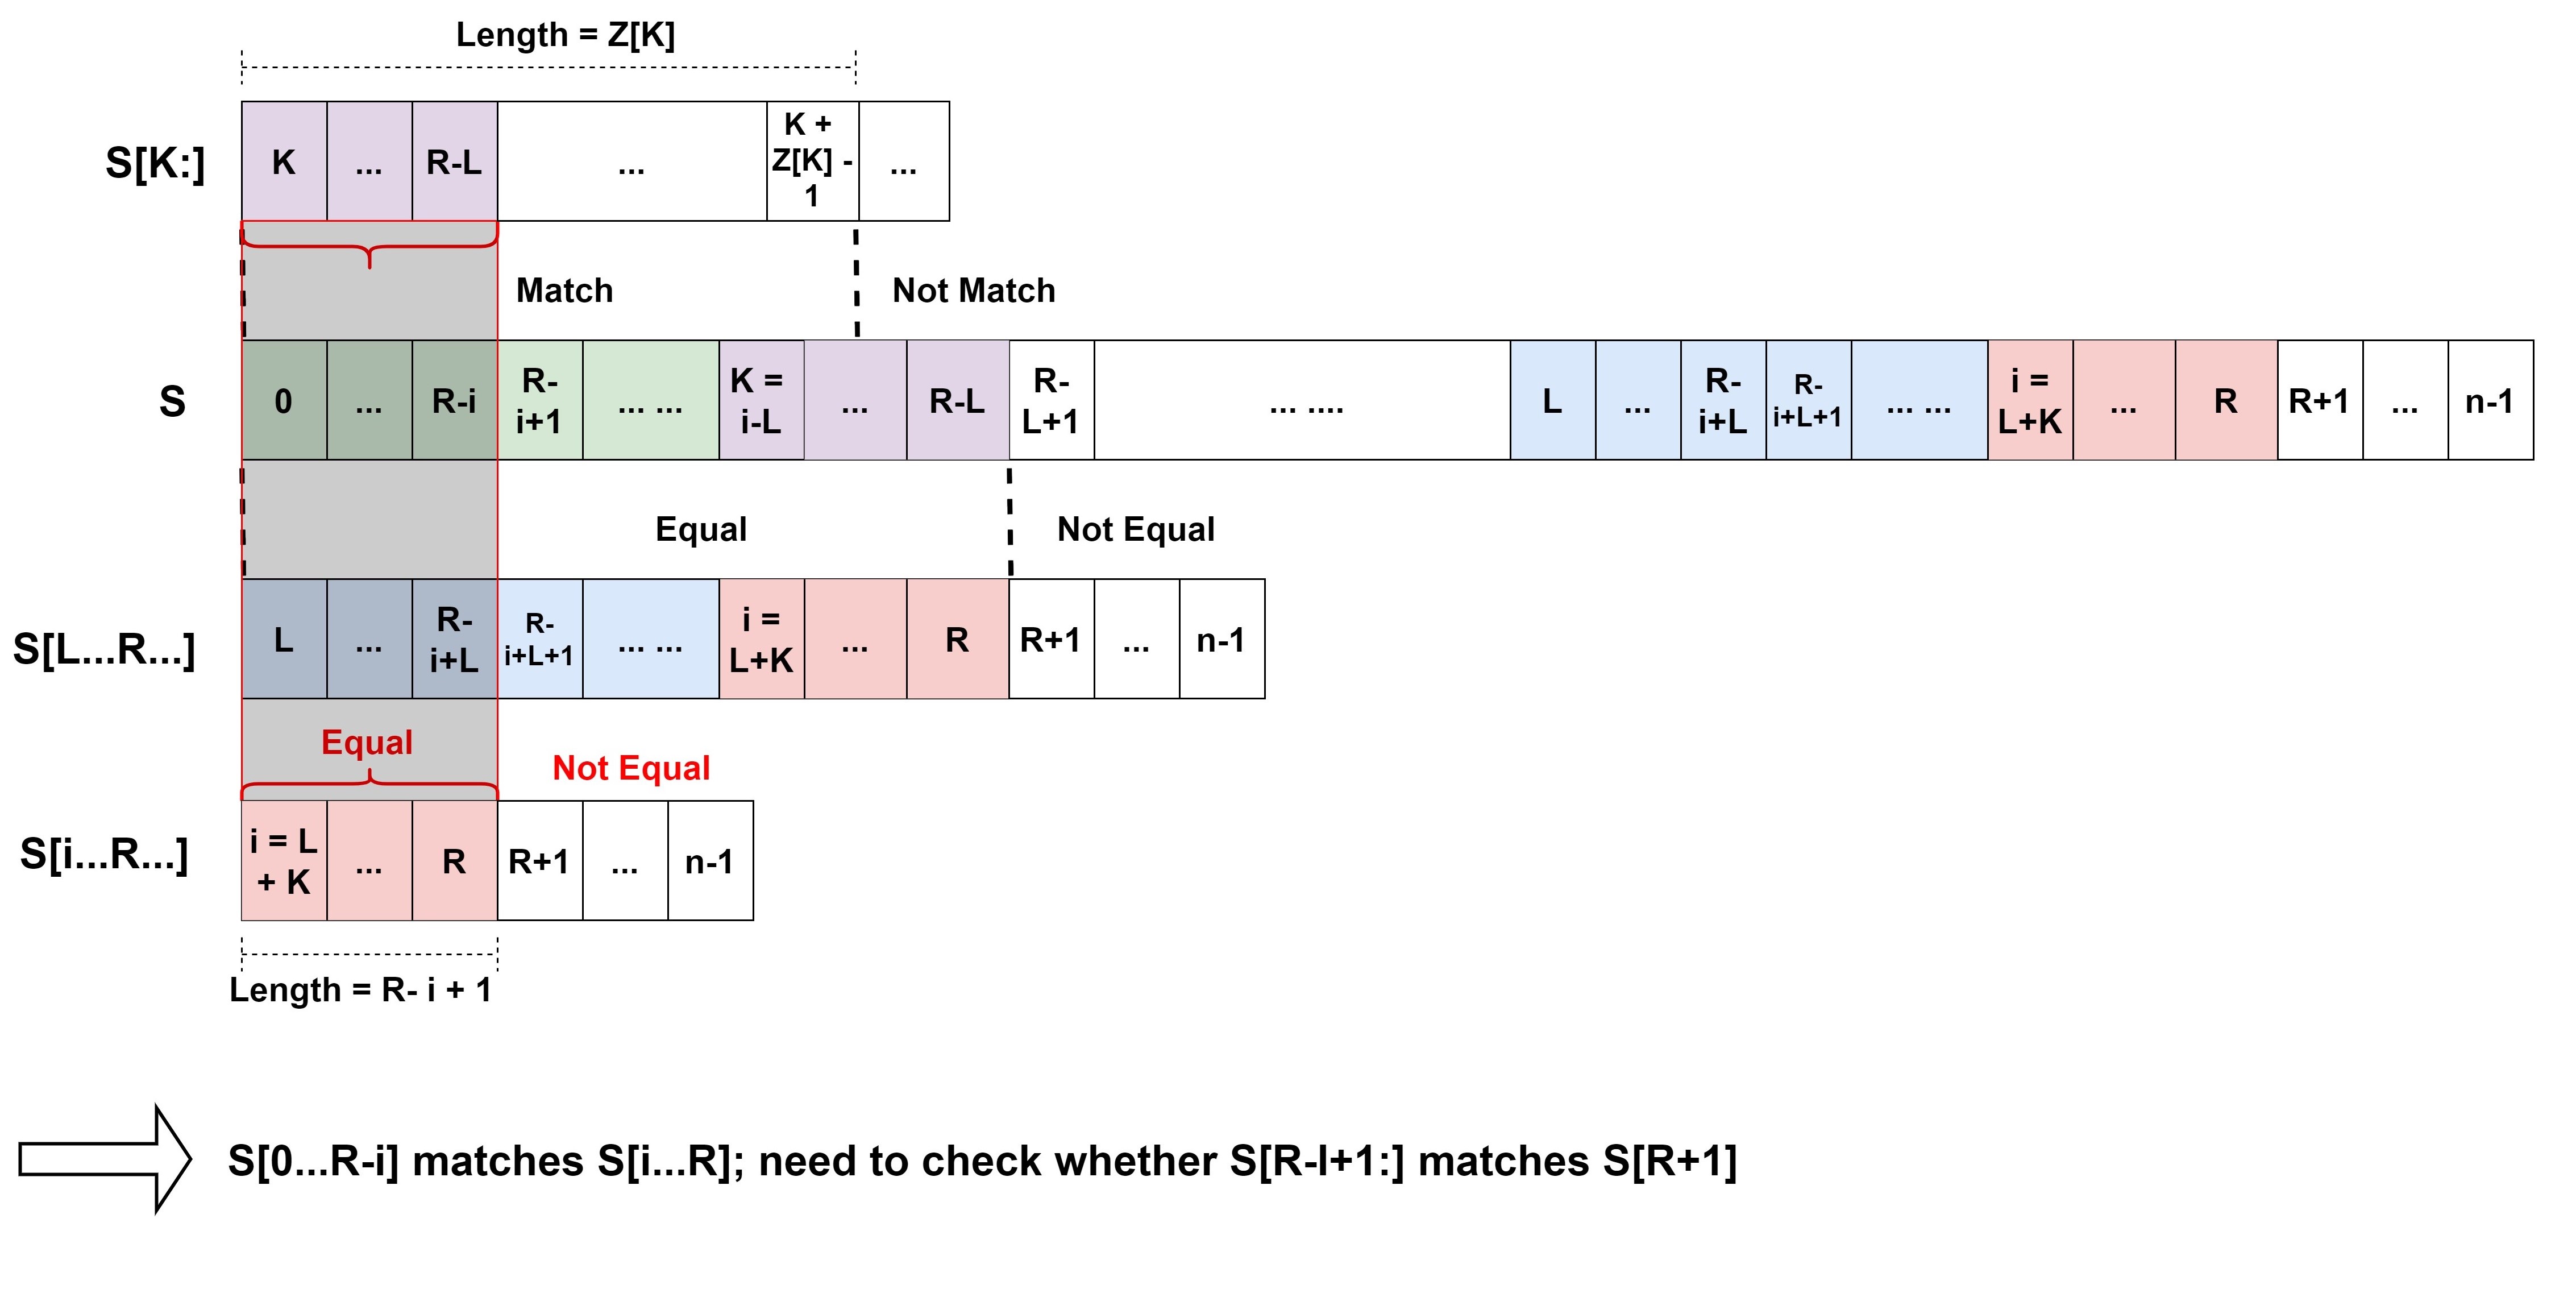 Length = Z[K]
S[K:] K ... R-L ... K + Z[K] - 1 ...
Match Not Match
S 0 ... R-i R-i+1 ... ... K = i-L ... R-L R-L+1 ... .... L ... R-i+L R-i+L+1 ... ... i = L+K ... R R+1 ... n-1
Equal Not Equal
S[L...R...] L ... R-i+L R-i+L+1 ... ... i = L+K ... R R+1 ... n-1
Equal Not Equal
S[i...R...] i = L + K ... R R+1 ... n-1
Length = R- i + 1
S[0...R-i] matches S[i...R]; need to check whether S[R-I+1:] matches S[R+1]